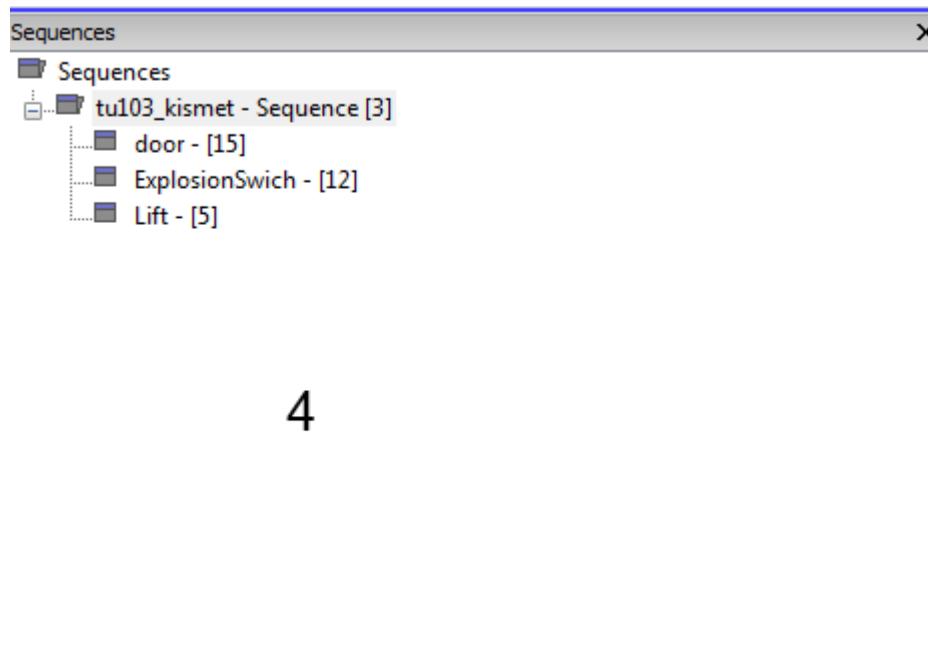 Sequences
Sequences
tu103_kismet - Sequence [3]
door - [15]
ExplosionSwich - [12]
Lift - [5]
4